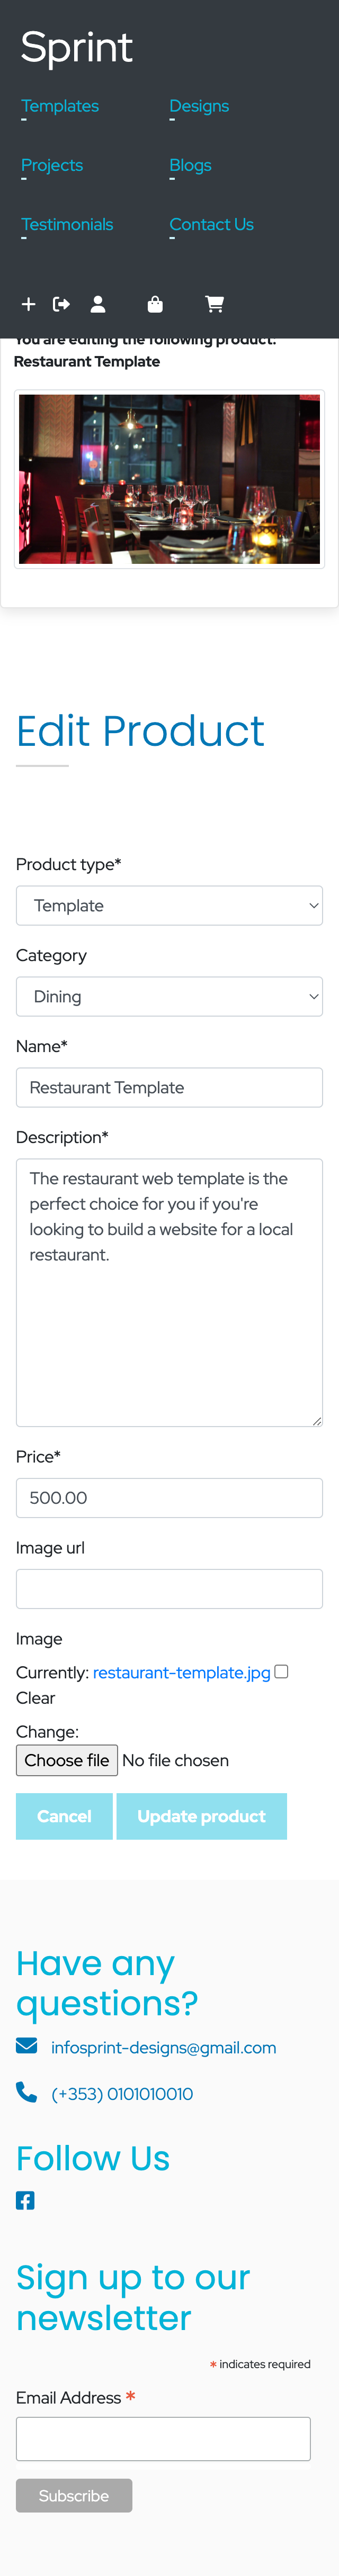 Sprint
Templates
Designs
Projects
Blogs
Testimonials
Contact Us
You are editing the following product:
Restaurant Template
Edit Product
Product type*
Template
Category
Dining
Name*
Restaurant Template
Description*
The restaurant web template is the
perfect choice for you if you're
looking to build a website for a local
restaurant.
Price*
500.00
Image url
Image
Currently: restaurant-template.jpg
Clear
Change:
Choose file No file chosen
Cancel
Update product
Have any
questions?
infosprint-designs@gmail.com
(+353) 0101010010
Follow Us
Sign up to our
newsletter
* indicates required
Email Address *
Subscribe